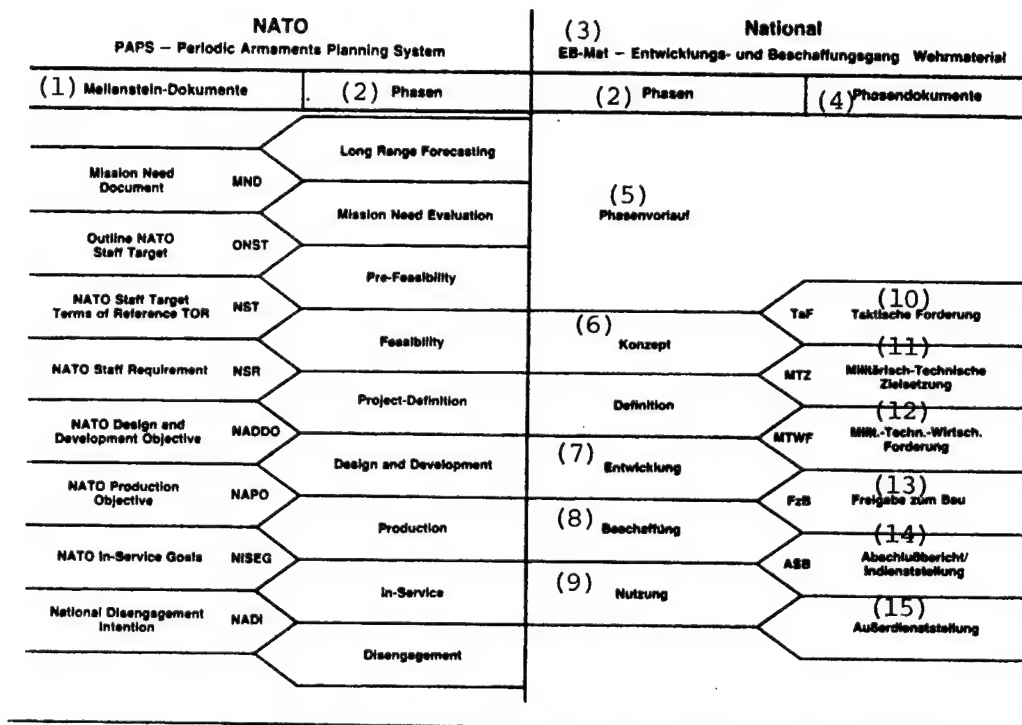 NATO
PAPS – Periodic Armaments Planning System
(3) National
EB-Mat – Entwicklungs- und Beschaffungsgang Wehrmaterial
(1) Meilenstein-Dokumente
(2) Phasen
(2) Phasen
(4) Phasendokumente
Long Range Forecasting
Mission Need
Document
MND
Mission Need Evaluation
(5)
Phasenvorlauf
Outline NATO
Staff Target
ONST
Pre-Feasibility
NATO Staff Target
Terms of Reference TOR
NST
TaF
(10)
Taktische Forderung
Feasibility
(6) Konzept
NATO Staff Requirement
NSR
MTZ
(11)
Militärisch-Technische
Zielsetzung
Project-Definition
Definition
NATO Design and
Development Objective
NADDO
MTWF
(12)
Milit.-Techn.-Wirtsch.
Forderung
Design and Development
(7) Entwicklung
NATO Production
Objective
NAPO
FzB
(13)
Freigabe zum Bau
Production
(8) Beschaffung
NATO In-Service Goals
NISEG
ASB
(14)
Abschlußbericht/
Indienststellung
In-Service
(9) Nutzung
National Disengagement
Intention
NADI
(15)
Außerdienststellung
Disengagement